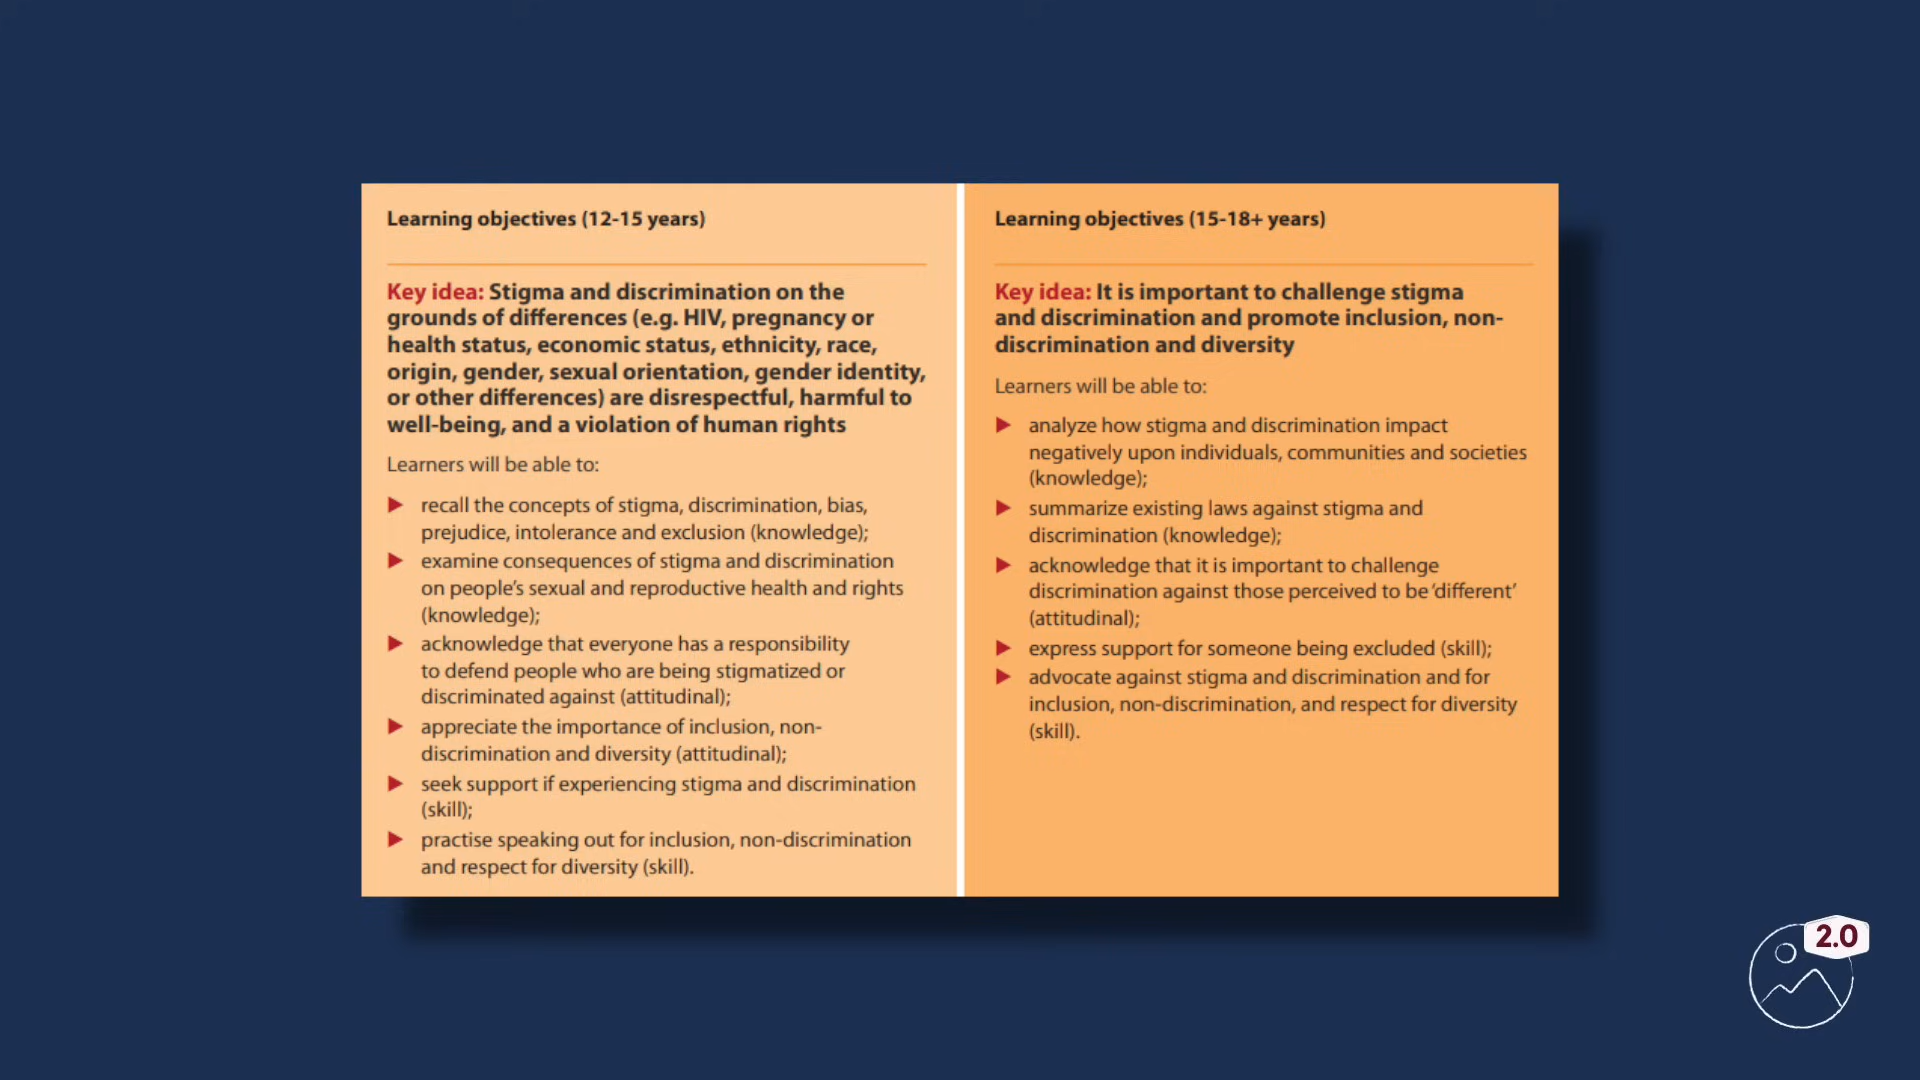 Learning objectives (12-15 years)
Key idea: Stigma and discrimination on the
grounds of differences (e.g. HIV, pregnancy or
health status, economic status, ethnicity, race,
origin, gender, sexual orientation, gender identity,
or other differences) are disrespectful, harmful to
well-being, and a violation of human rights
Learners will be able to:
► recall the concepts of stigma, discrimination, bias,
prejudice, intolerance and exclusion (knowledge);
► examine consequences of stigma and discrimination
on people's sexual and reproductive health and rights
(knowledge);
► acknowledge that everyone has a responsibility
to defend people who are being stigmatized or
discriminated against (attitudinal);
► appreciate the importance of inclusion, non-
discrimination and diversity (attitudinal);
► seek support if experiencing stigma and discrimination
(skill);
► practise speaking out for inclusion, non-discrimination
and respect for diversity (skill).
Learning objectives (15-18+ years)
Key idea: It is important to challenge stigma
and discrimination and promote inclusion, non-
discrimination and diversity
Learners will be able to:
► analyze how stigma and discrimination impact
negatively upon individuals, communities and societies
(knowledge);
► summarize existing laws against stigma and
discrimination (knowledge);
► acknowledge that it is important to challenge
discrimination against those perceived to be 'different'
(attitudinal);
► express support for someone being excluded (skill);
► advocate against stigma and discrimination and for
inclusion, non-discrimination, and respect for diversity
(skill).
2.0